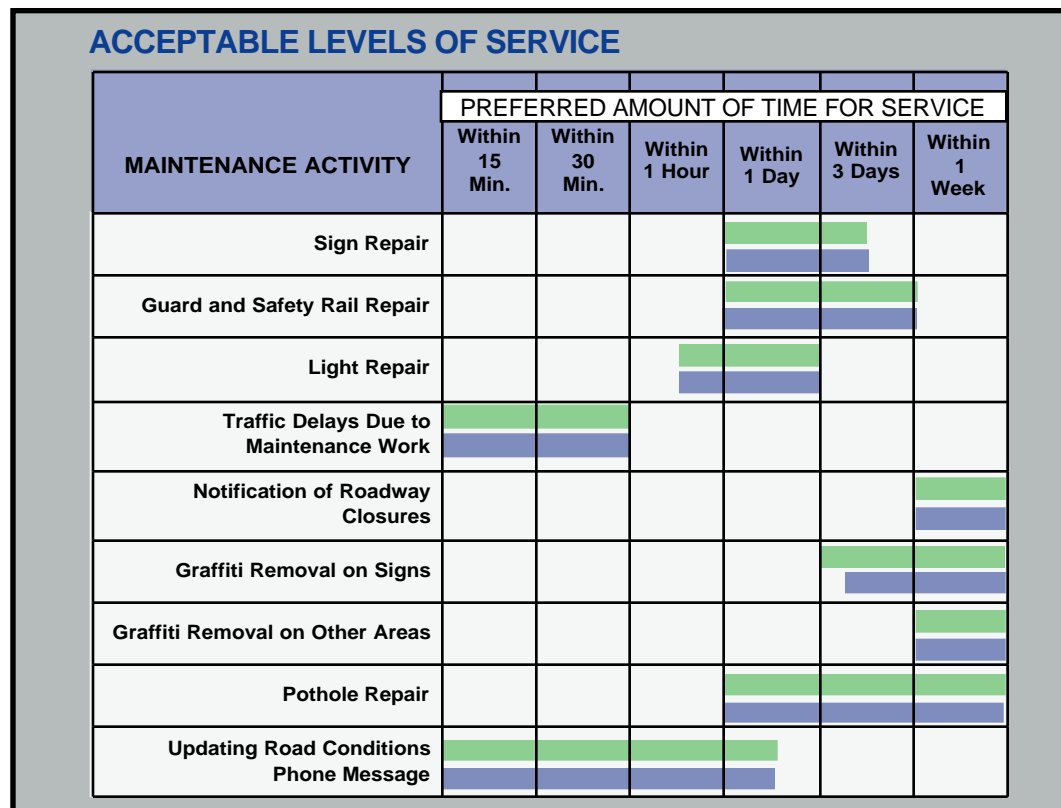 ACCEPTABLE LEVELS OF SERVICE
PREFERRED AMOUNT OF TIME FOR SERVICE
MAINTENANCE ACTIVITY
Within
15
Min.
Within
30
Min.
Within
1 Hour
Within
1 Day
Within
3 Days
Within
1
Week
Sign Repair
Guard and Safety Rail Repair
Light Repair
Traffic Delays Due to
Maintenance Work
Notification of Roadway
Closures
Graffiti Removal on Signs
Graffiti Removal on Other Areas
Pothole Repair
Updating Road Conditions
Phone Message